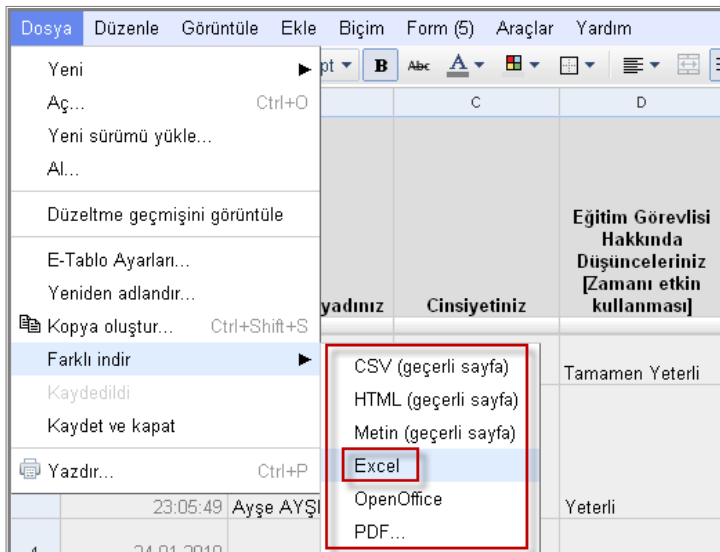 Dosya Düzenle Görüntüle Ekle Biçim Form (5) Araçlar Yardım
pt B Abc A
Yeni
Aç... Ctrl+O
Yeni sürümü yükle...
Al...
Düzeltme geçmişini görüntüle
E-Tablo Ayarları...
Yeniden adlandır...
Kopya oluştur... Ctrl+Shift+S
Farklı indir
Kaydedildi
Kaydet ve kapat
Yazdır... Ctrl+P
C D
yadınız
Cinsiyetiniz
Eğitim Görevlisi
Hakkında
Düşünceleriniz
[Zamanı etkin
kullanması]
CSV (geçerli sayfa)
HTML (geçerli sayfa)
Metin (geçerli sayfa)
Excel
OpenOffice
PDF...
Tamamen Yeterli
23:05:49 Ayşe AYŞ Yeterli